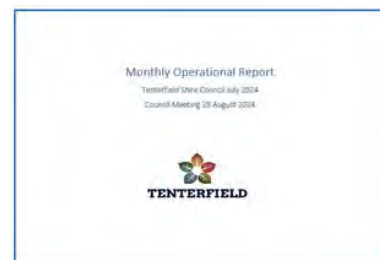 Monthly Operational Report
Tenterfield Shire Council July 2024
Council Meeting 28 August 2024
TENTERFIELD